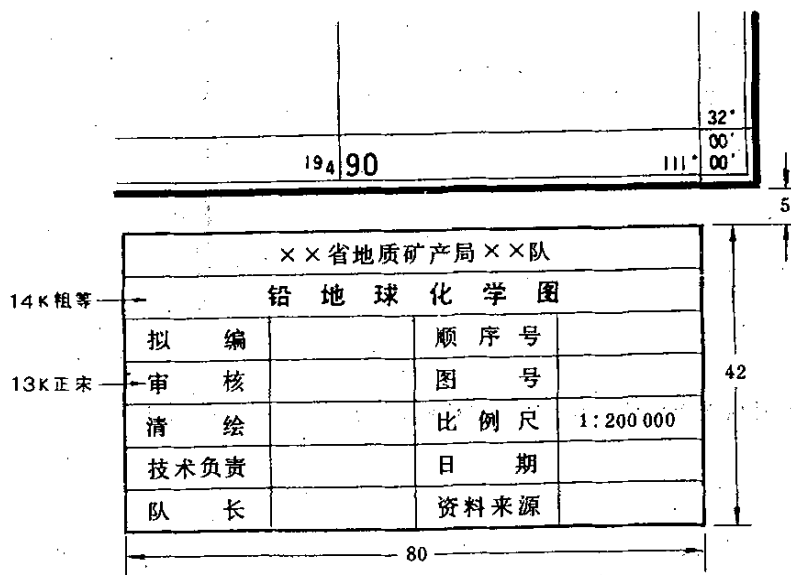 32°
00′
19490 111° 00′
5
××省地质矿产局××队
14K粗等 铅地球化学图
拟编 顺序号
13K正宋 审核 图号 42
清绘 比例尺 1:200 000
技术负责 日期
队长 资料来源
80